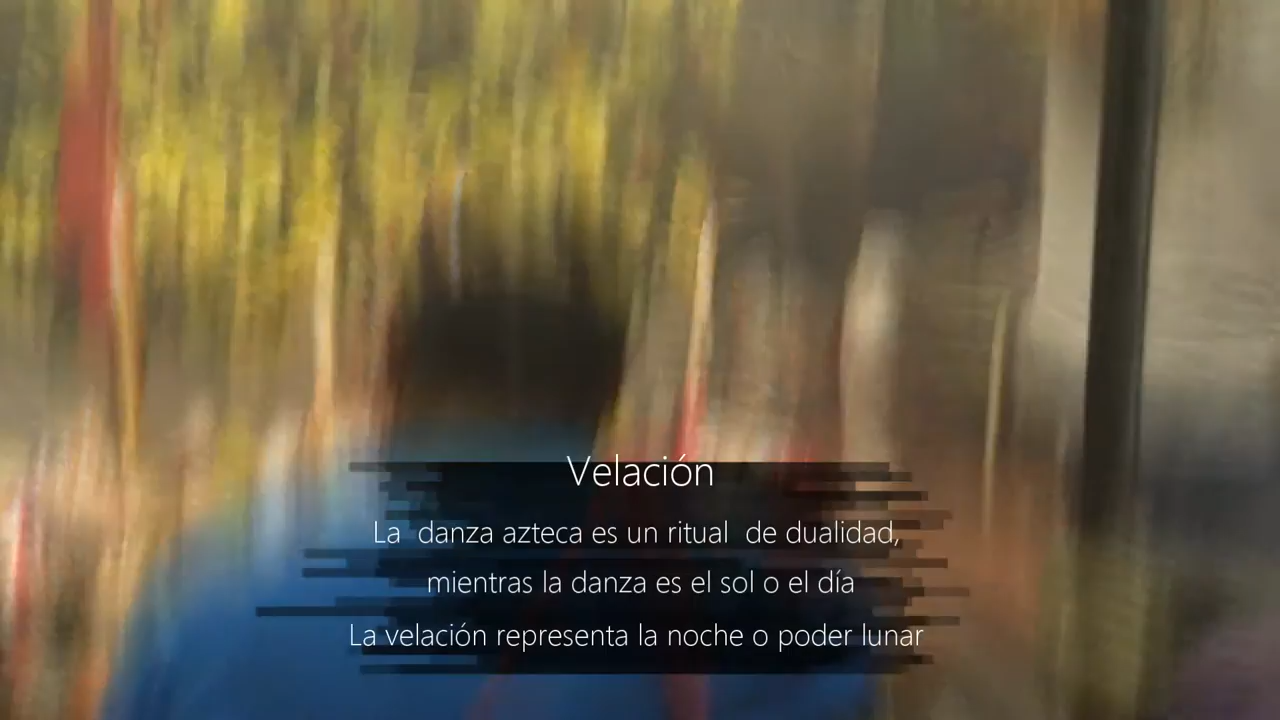 Velación
La danza azteca es un ritual de dualidad,
mientras la danza es el sol o el día
La velación representa la noche o poder lunar